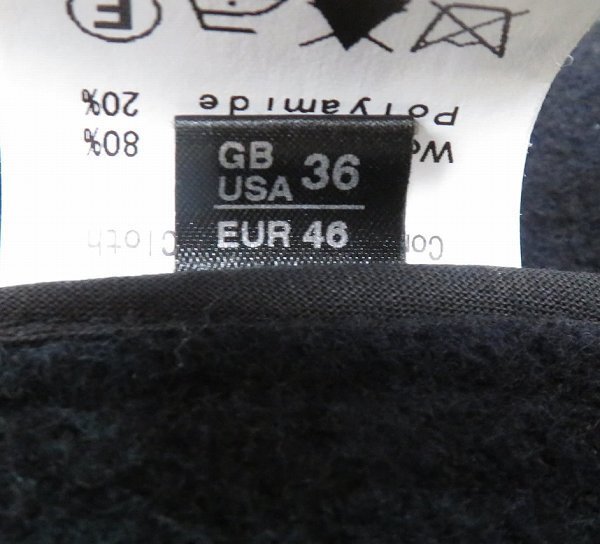 GB
USA 36
EUR 46
F
Polyamide 20%
80%
Cloth